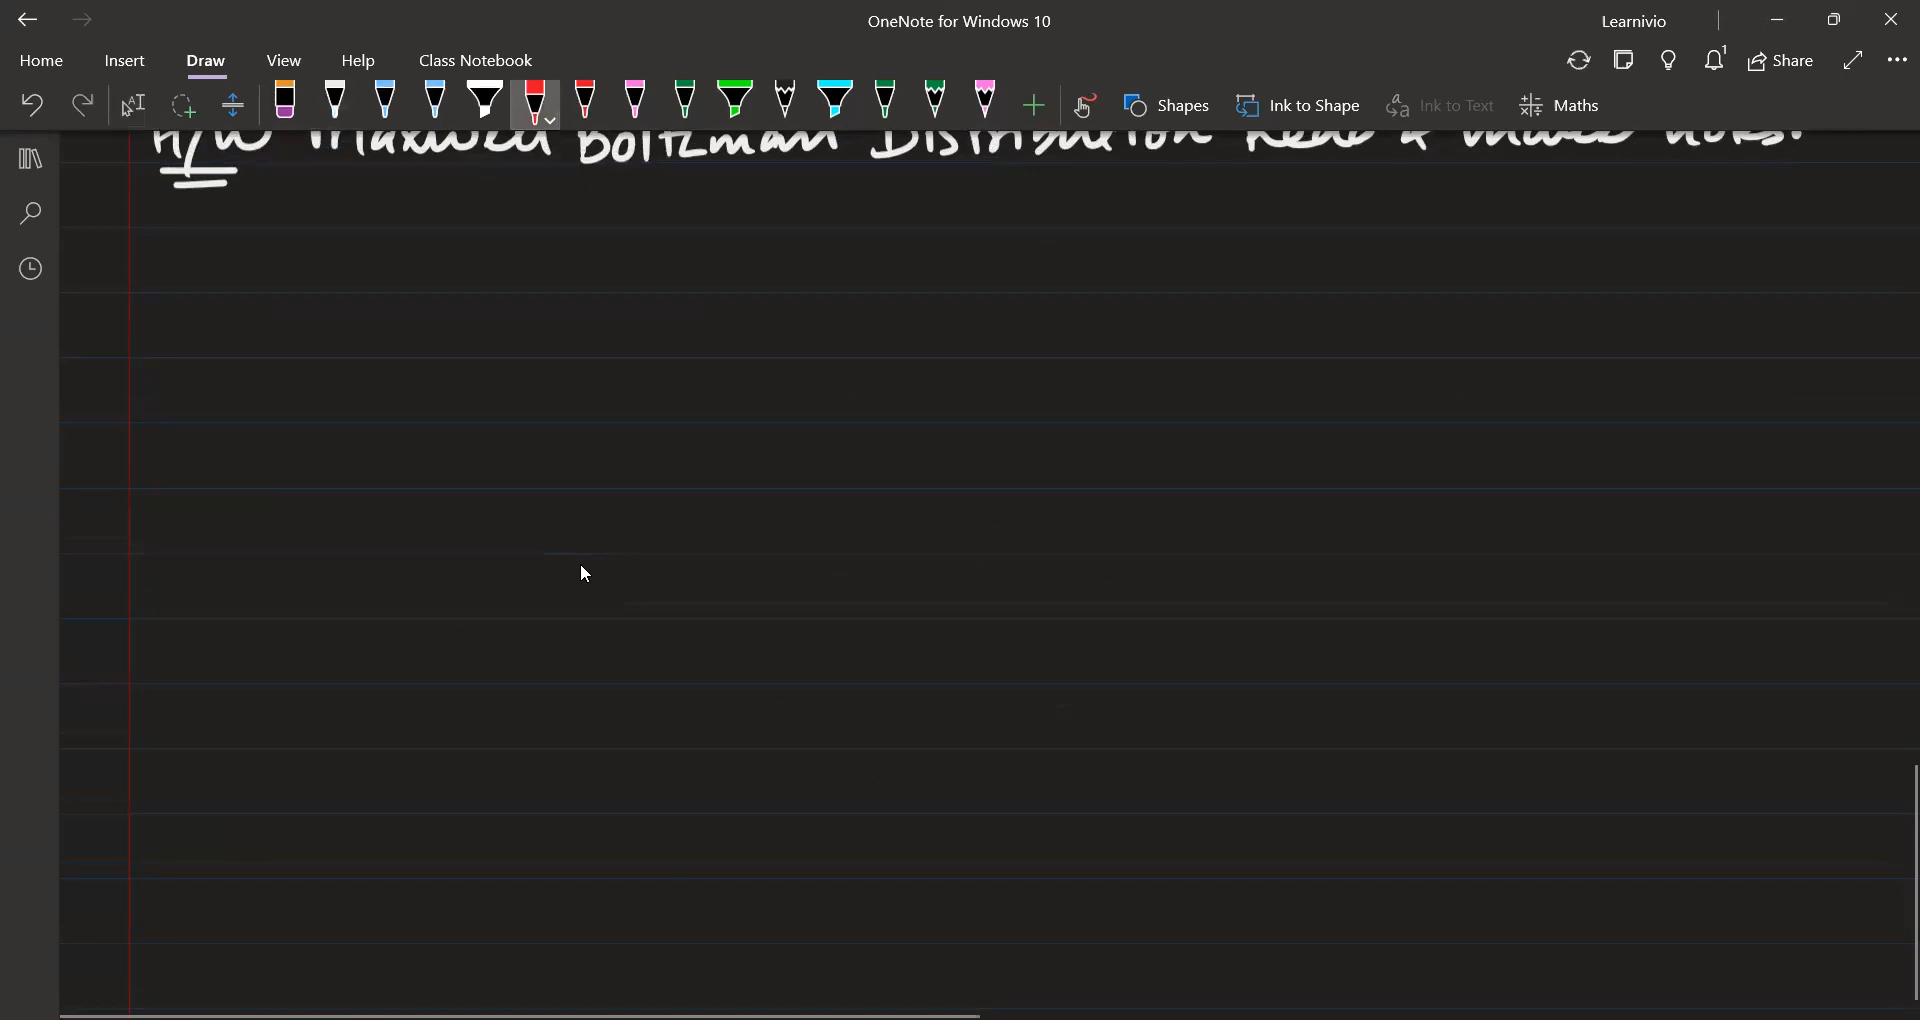 OneNote for Windows 10
Learnivio
Home Insert Draw View Help Class Notebook
1
Share
Shapes Ink to Shape Ink to Text Maths
H/W Maxwell Boltzman Distribution Read & make notes.